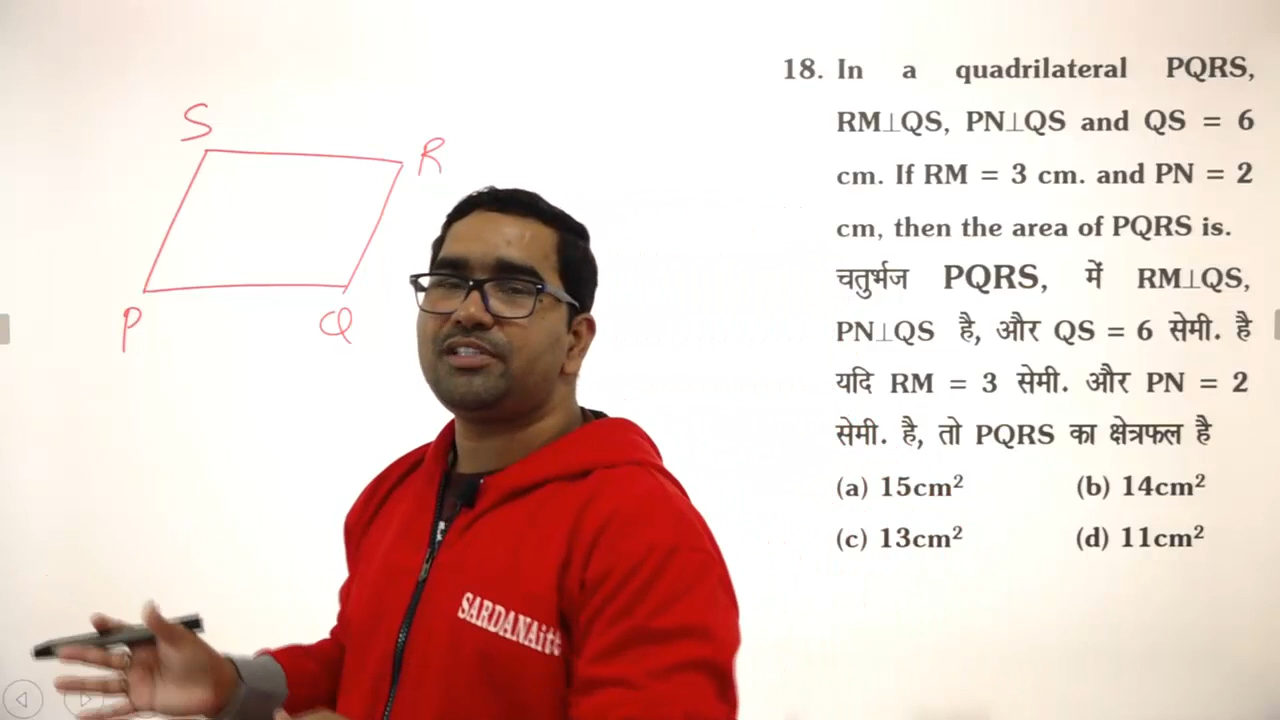 S
R
P
Q
18. In a quadrilateral PQRS,
RM⊥QS, PN⊥QS and QS = 6
cm. If RM = 3 cm. and PN = 2
cm, then the area of PQRS is.
चतुर्भज PQRS, में RM⊥QS,
PN⊥QS है, और QS = 6 सेमी. है
यदि RM = 3 सेमी. और PN = 2
सेमी. है, तो PQRS का क्षेत्रफल है
(a) 15cm² (b) 14cm²
(c) 13cm² (d) 11cm²
SARDANAitt